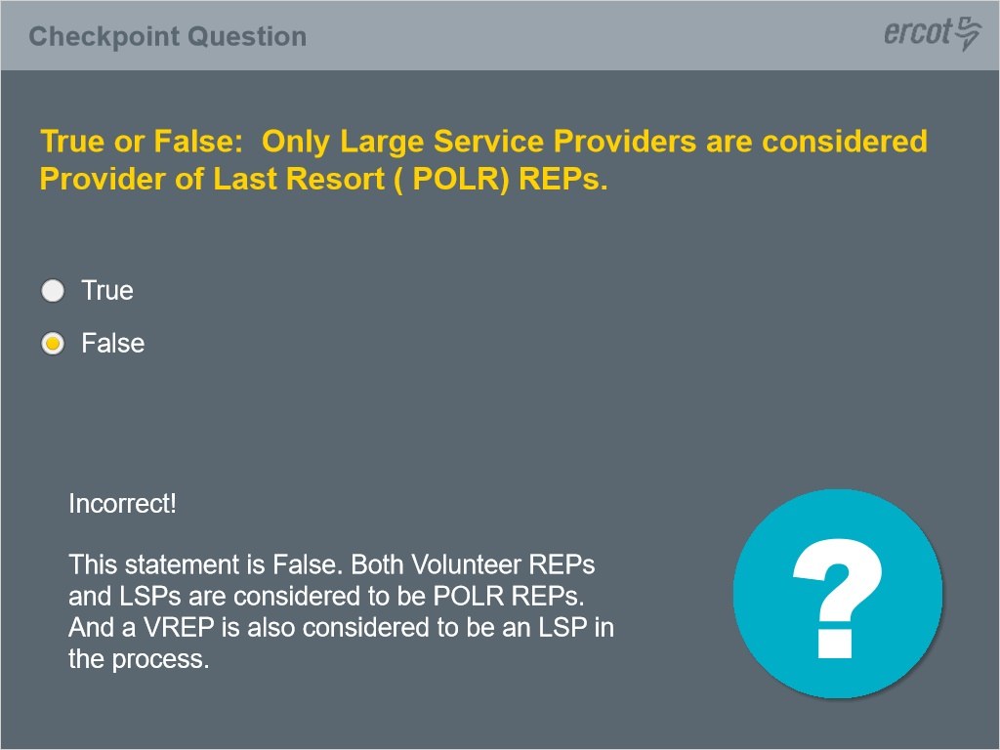 Checkpoint Question
ercot
True or False:  Only Large Service Providers are considered
Provider of Last Resort ( POLR) REPs.
True
False
Incorrect!
This statement is False. Both Volunteer REPs
and LSPs are considered to be POLR REPs.
And a VREP is also considered to be an LSP in
the process.
?